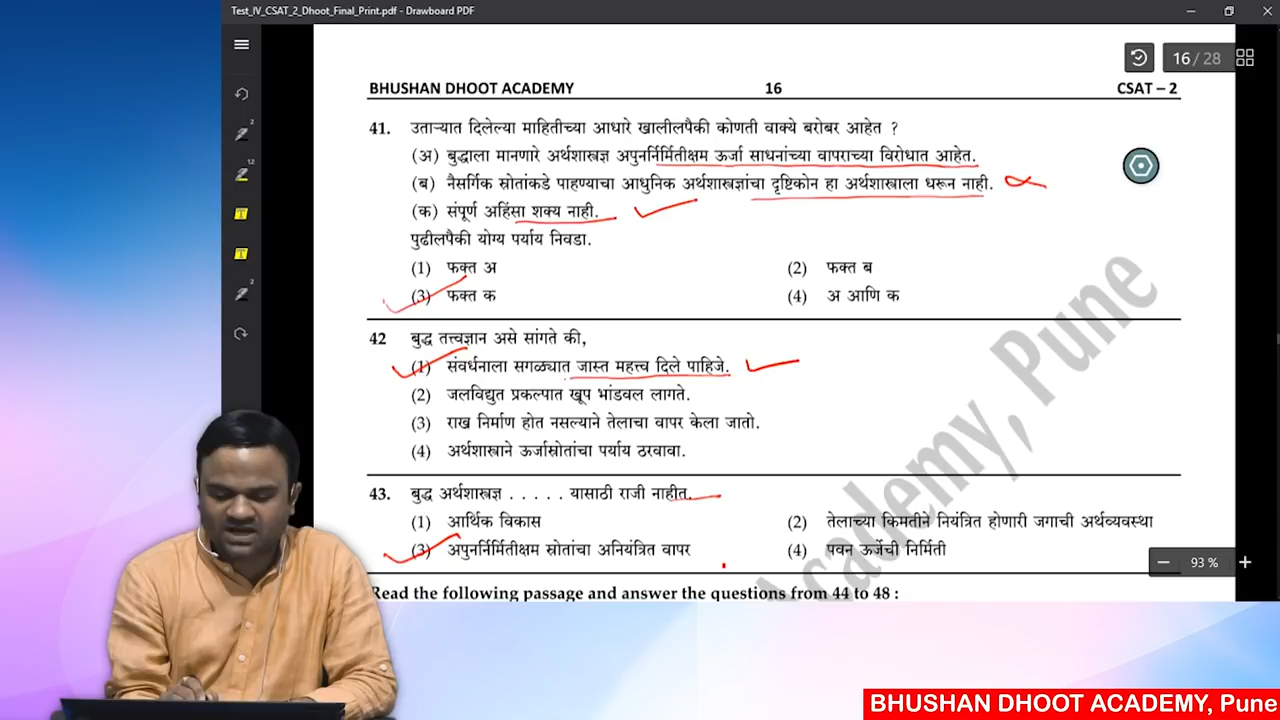 Test_IV_CSAT_2_Dhoot_Final_Print.pdf - Drawboard PDF
16 / 28
BHUSHAN DHOOT ACADEMY 16 CSAT – 2
41. उताऱ्यात दिलेल्या माहितीच्या आधारे खालीलपैकी कोणती वाक्ये बरोबर आहेत ?
(अ) बुद्धाला मानणारे अर्थशास्त्रज्ञ अपुनर्निर्मितीक्षम ऊर्जा साधनांच्या वापराच्या विरोधात आहेत.
(ब) नैसर्गिक स्रोतांकडे पाहण्याचा आधुनिक अर्थशास्त्रज्ञांचा दृष्टिकोन हा अर्थशास्त्राला धरून नाही.
(क) संपूर्ण अहिंसा शक्य नाही.
पुढीलपैकी योग्य पर्याय निवडा.
(1) फक्त अ (2) फक्त ब
(3) फक्त क (4) अ आणि क
42 बुद्ध तत्त्वज्ञान असे सांगते की,
(1) संवर्धनाला सगळ्यात जास्त महत्त्व दिले पाहिजे.
(2) जलविद्युत प्रकल्पात खूप भांडवल लागते.
(3) राख निर्माण होत नसल्याने तेलाचा वापर केला जातो.
(4) अर्थशास्त्राने ऊर्जास्रोतांचा पर्याय ठरवावा.
43. बुद्ध अर्थशास्त्रज्ञ . . . . . यासाठी राजी नाहीत.
(1) आर्थिक विकास (2) तेलाच्या किमतीने नियंत्रित होणारी जगाची अर्थव्यवस्था
(3) अपुनर्निर्मितीक्षम स्रोतांचा अनियंत्रित वापर (4) पवन ऊर्जेची निर्मिती
Read the following passage and answer the questions from 44 to 48 :
Academy, Pune
93 %
BHUSHAN DHOOT ACADEMY, Pune